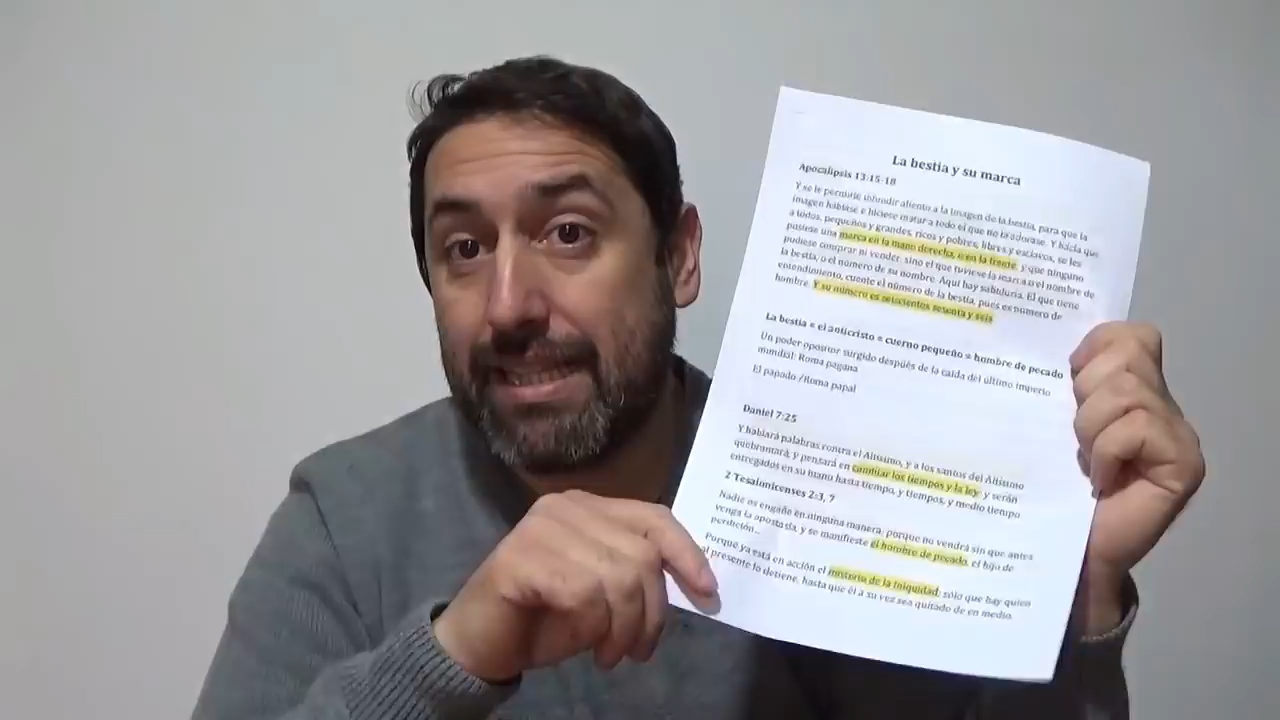 La bestia y su marca
Apocalipsis 13:15-18
Y se le permitió infundir aliento a la imagen de la bestia, para que la
imagen hablase e hiciese matar a todo el que no la adorase. Y hacía que
a todos, pequeños y grandes, ricos y pobres, libres y esclavos, se les
pusiese una marca en la mano derecha, o en la frente, y que ninguno
pudiese comprar ni vender, sino el que tuviese la marca o el nombre de
la bestia, o el número de su nombre. Aquí hay sabiduría. El que tiene
entendimiento, cuente el número de la bestia, pues es número de
hombre. Y su número es seiscientos sesenta y seis
La bestia = el anticristo = cuerno pequeño = hombre de pecado
Un poder opositor surgido después de la caída del último imperio
mundial: Roma pagana
El papado /Roma papal
Daniel 7:25
Y hablará palabras contra el Altísimo, y a los santos del Altísimo
quebrantará, y pensará en cambiar los tiempos y la ley; y serán
entregados en su mano hasta tiempo, y tiempos, y medio tiempo
2 Tesalonicenses 2:3, 7
Nadie os engañe en ninguna manera; porque no vendrá sin que antes
venga la apostasía, y se manifieste el hombre de pecado, el hijo de
perdición...
Porque ya está en acción el misterio de la iniquidad; sólo que hay quien
al presente lo detiene, hasta que él a su vez sea quitado de en medio.